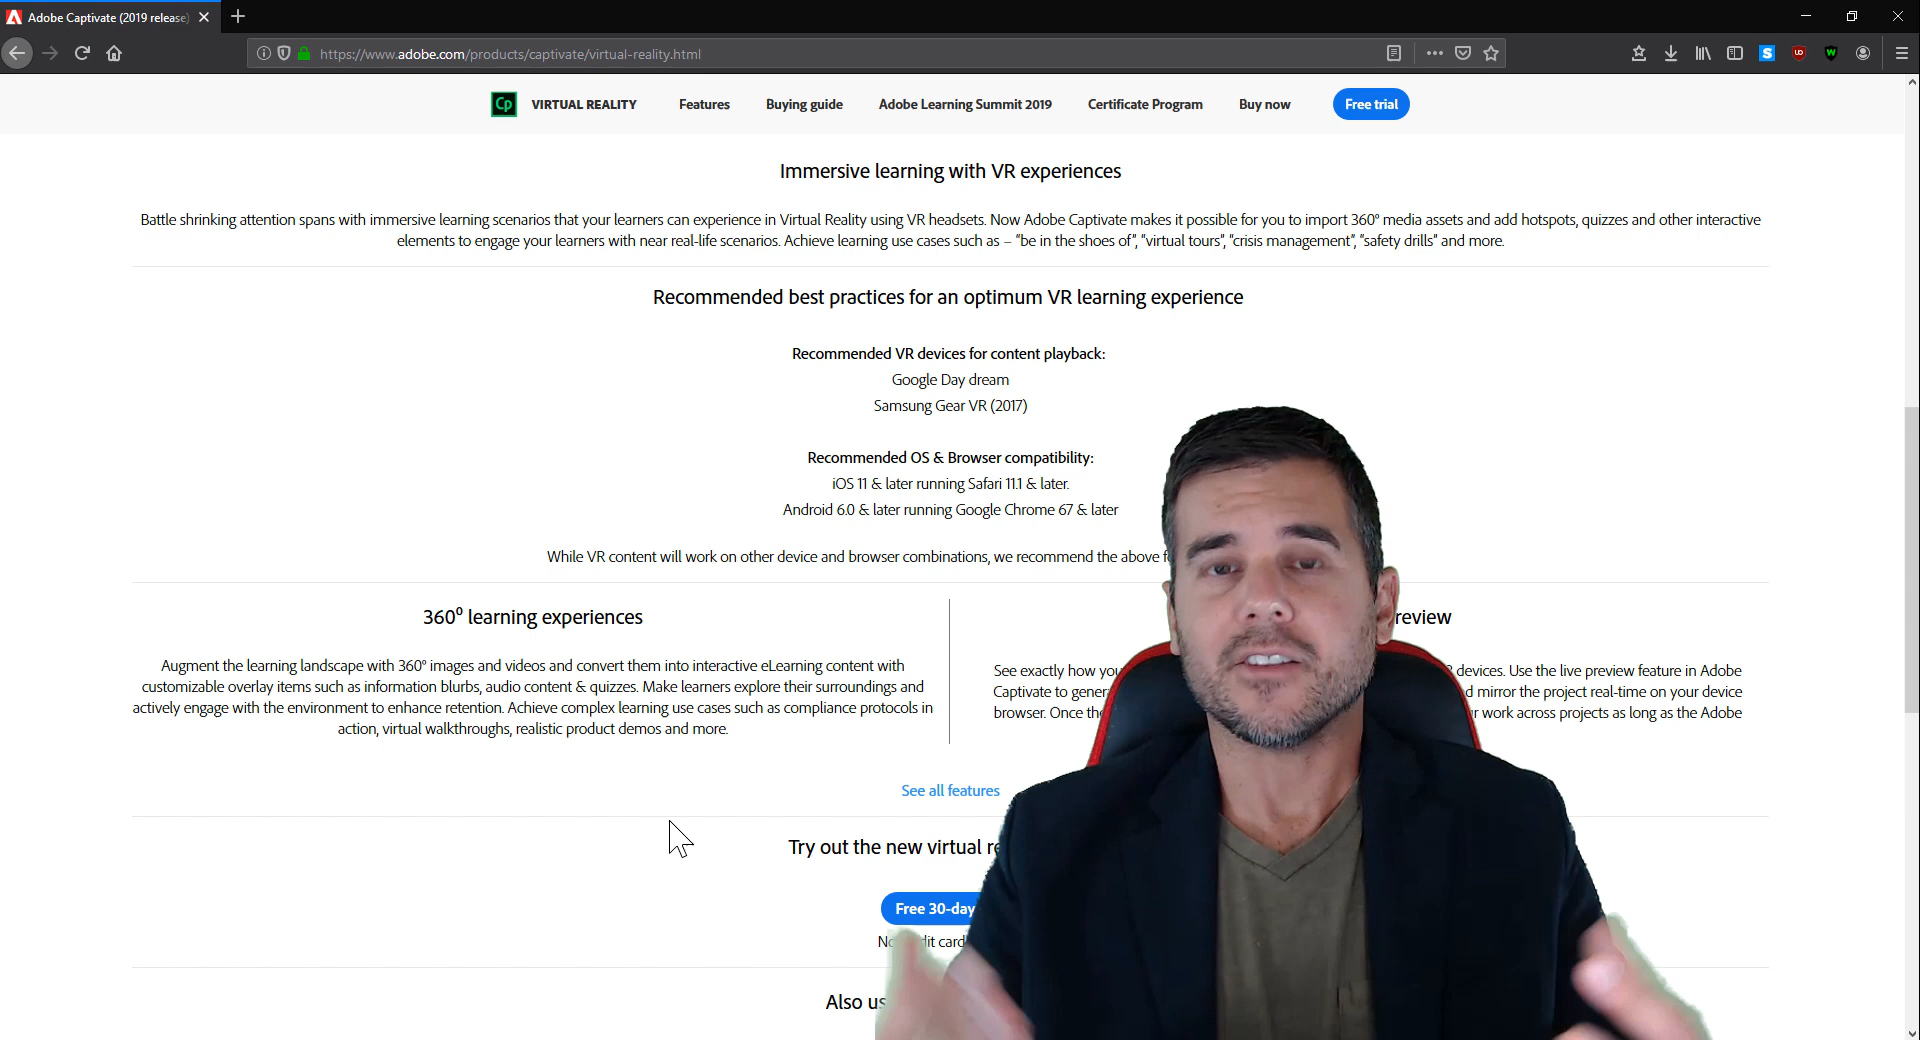 Adobe Captivate (2019 release)
https://www.adobe.com/products/captivate/virtual-reality.html
Cp VIRTUAL REALITY Features Buying guide Adobe Learning Summit 2019 Certificate Program Buy now Free trial
Immersive learning with VR experiences
Battle shrinking attention spans with immersive learning scenarios that your learners can experience in Virtual Reality using VR headsets. Now Adobe Captivate makes it possible for you to import 360° media assets and add hotspots, quizzes and other interactive
elements to engage your learners with near real-life scenarios. Achieve learning use cases such as – “be in the shoes of”, “virtual tours”, “crisis management”, “safety drills” and more.
Recommended best practices for an optimum VR learning experience
Recommended VR devices for content playback:
Google Day dream
Samsung Gear VR (2017)
Recommended OS & Browser compatibility:
iOS 11 & later running Safari 11.1 & later.
Android 6.0 & later running Google Chrome 67 & later
While VR content will work on other device and browser combinations, we recommend the above
360° learning experiences
Augment the learning landscape with 360° images and videos and convert them into interactive eLearning content with
customizable overlay items such as information blurbs, audio content & quizzes. Make learners explore their surroundings and
actively engage with the environment to enhance retention. Achieve complex learning use cases such as compliance protocols in
action, virtual walkthroughs, realistic product demos and more.
review
See exactly how you devices. Use the live preview feature in Adobe
Captivate to gener d mirror the project real-time on your device
browser. Once the r work across projects as long as the Adobe
See all features
Try out the new virtual re
Free 30-day
No dit card
Also us